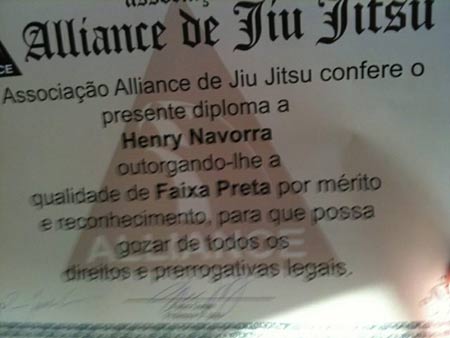 Alliance de Jiu Jitsu
Associação Alliance de Jiu Jitsu confere o
presente diploma a
Henry Navorra
outorgando-lhe a
qualidade de Faixa Preta por mérito
e reconhecimento, para que possa
gozar de todos os
direitos e prerrogativas legais.
ALLIANCE